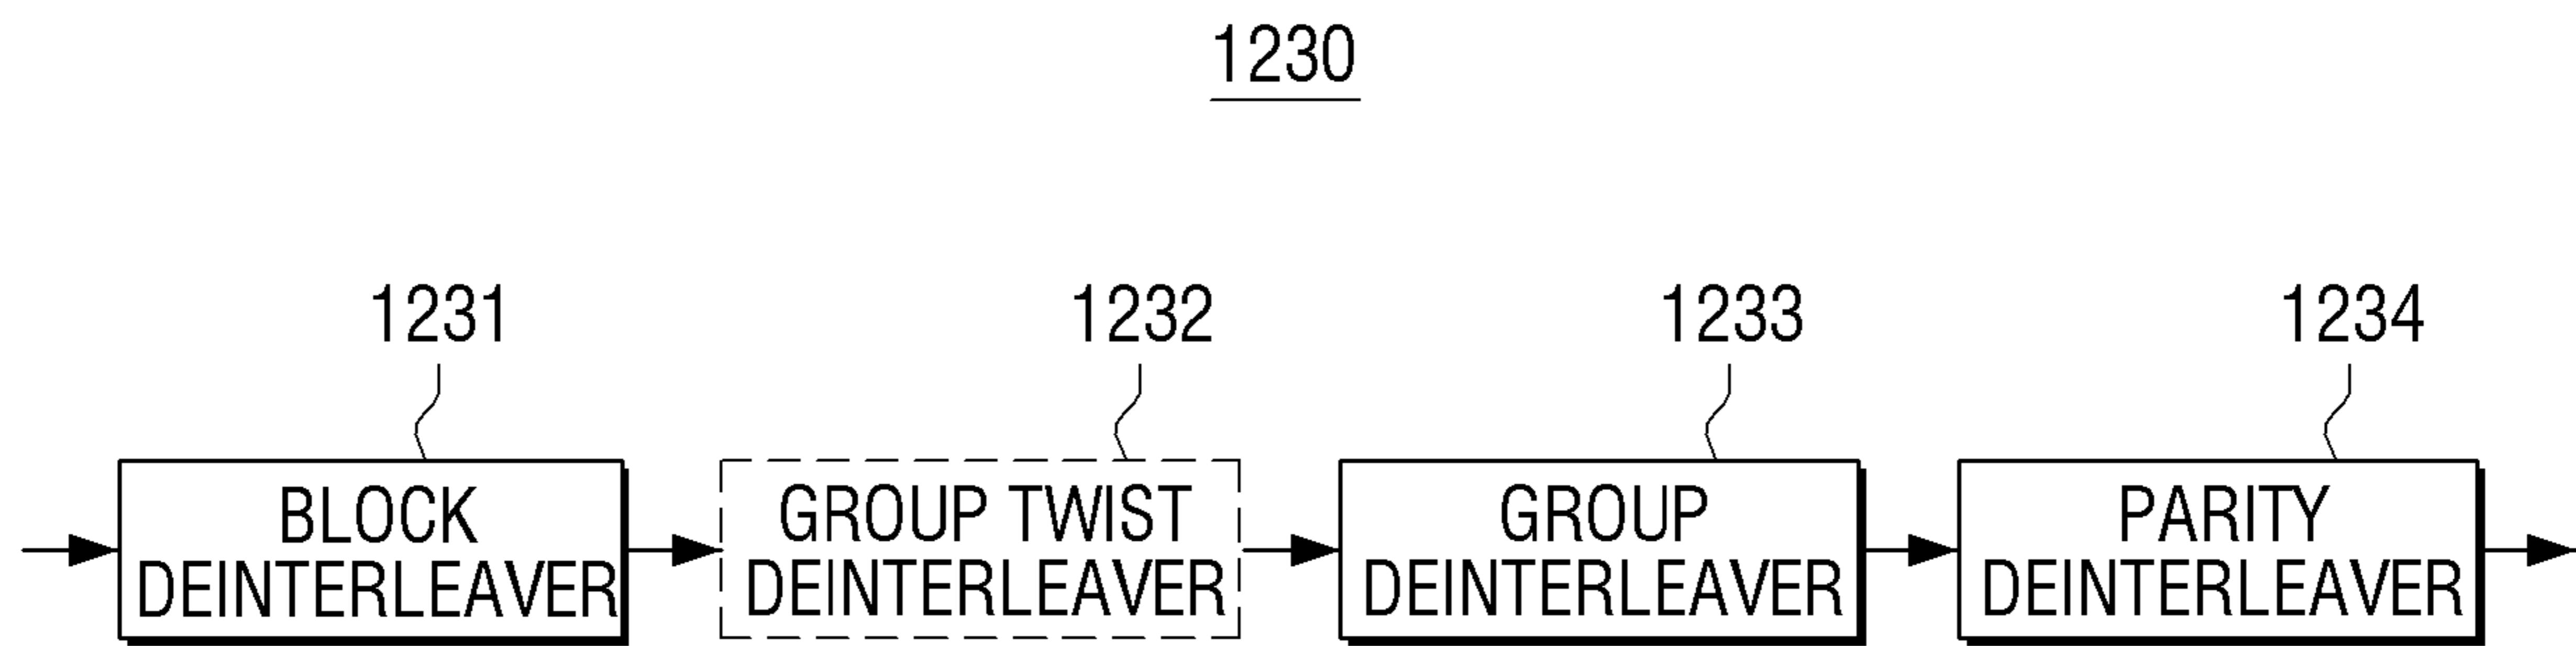 1230
1231
1232
1233
1234
BLOCK
DEINTERLEAVER
GROUP TWIST
DEINTERLEAVER
GROUP
DEINTERLEAVER
PARITY
DEINTERLEAVER